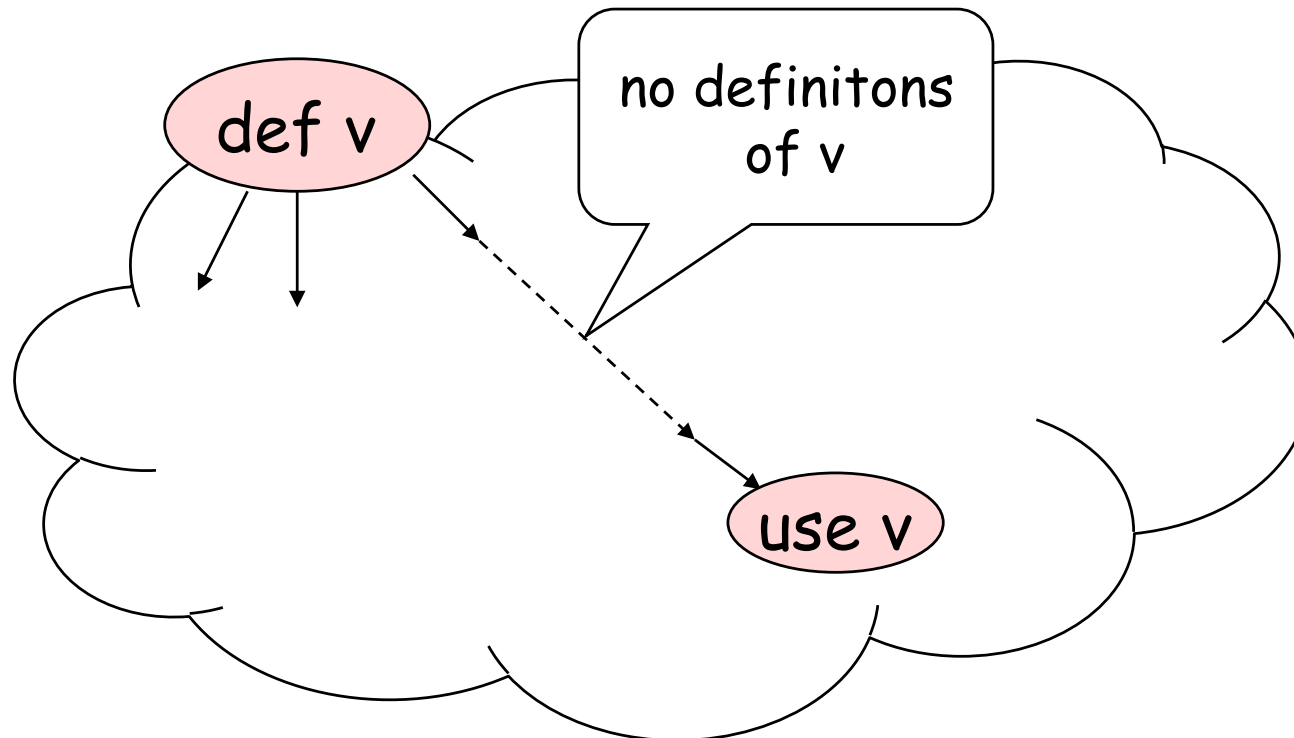 def v
no definitons
of v
use v